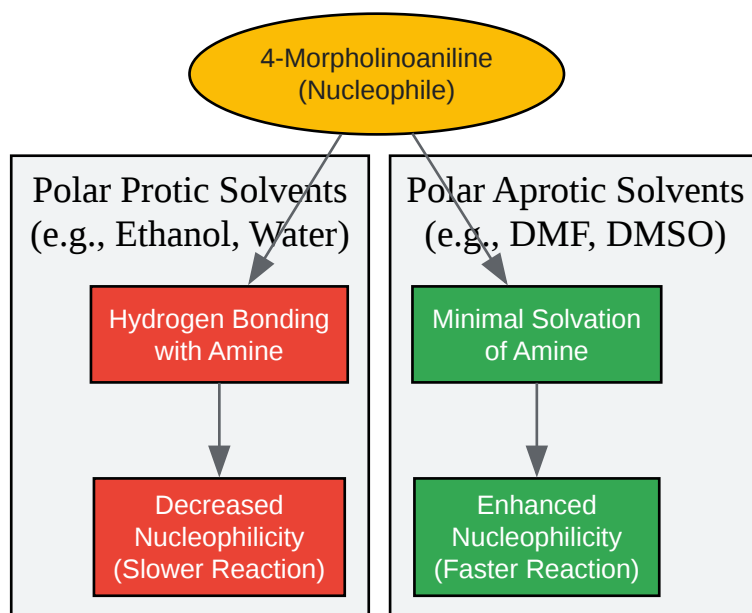 4-Morpholinoaniline
(Nucleophile)
Polar Protic Solvents
(e.g., Ethanol, Water)
Hydrogen Bonding
with Amine
Decreased
Nucleophilicity
(Slower Reaction)
Polar Aprotic Solvents
(e.g., DMF, DMSO)
Minimal Solvation
of Amine
Enhanced
Nucleophilicity
(Faster Reaction)